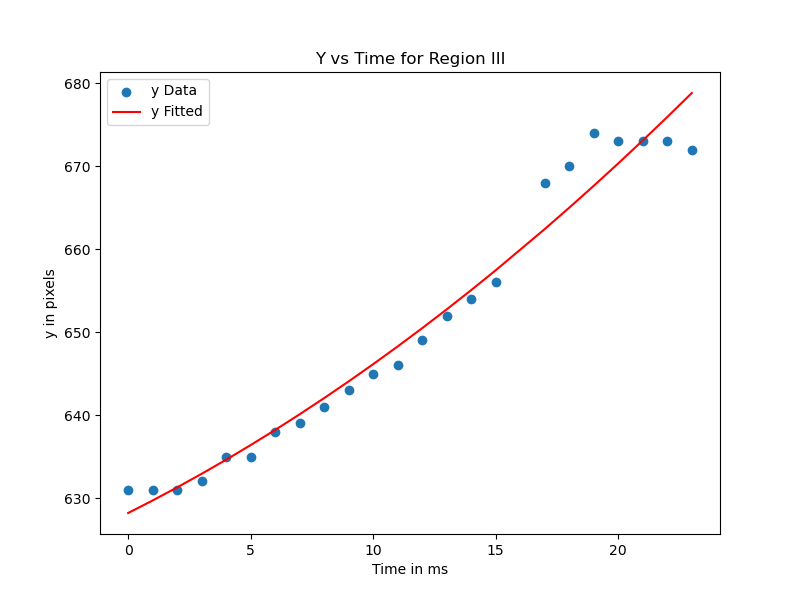 Y vs Time for Region III
y Data
y Fitted
680
670
660
650
640
630
y in pixels
0 5 10 15 20
Time in ms